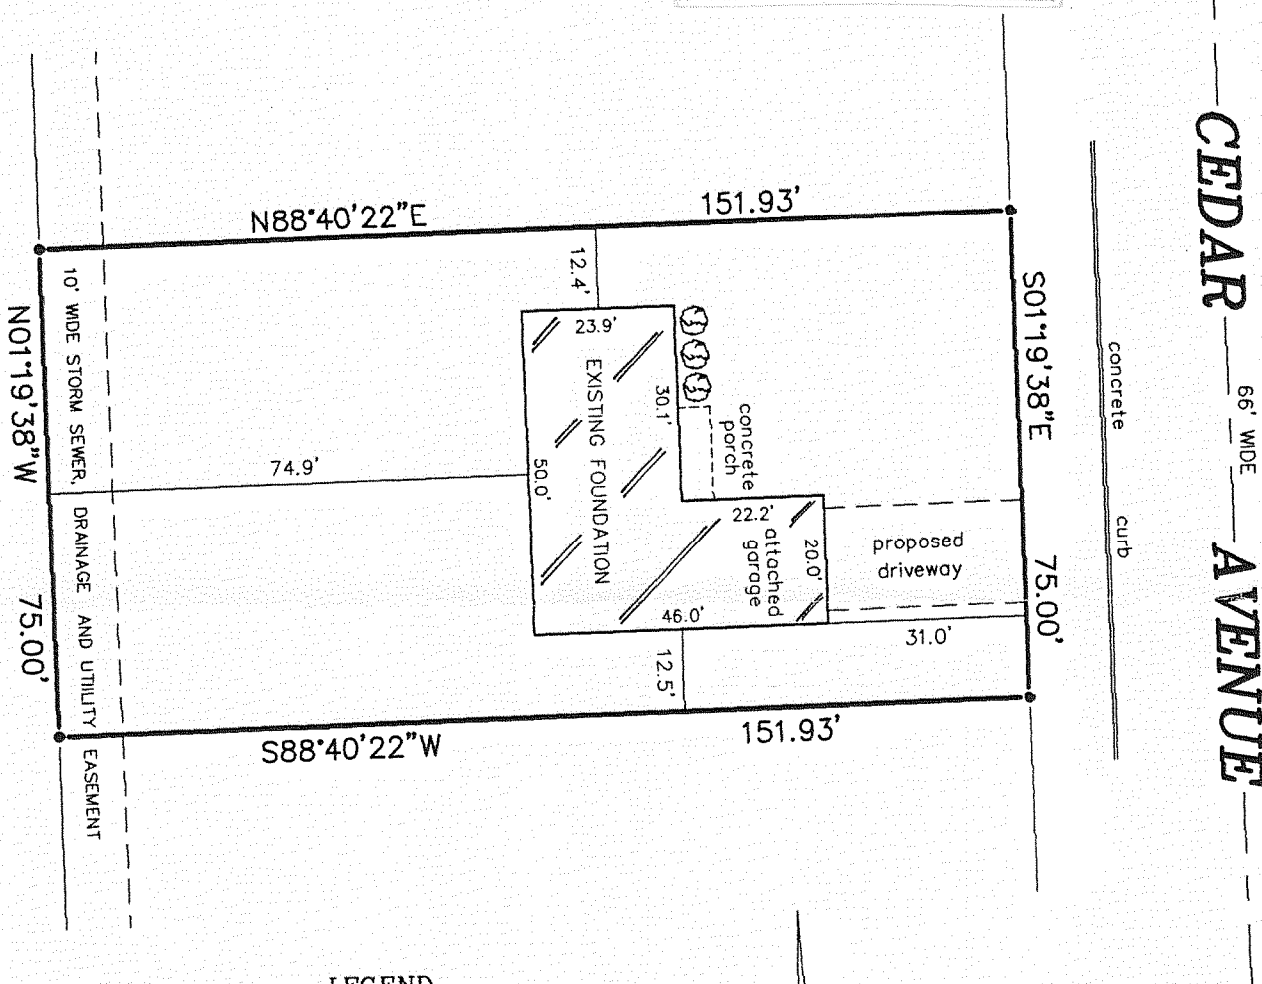 CEDAR AVENUE
66' WIDE
concrete curb
N88°40'22"E 151.93'
S01°19'38"E 75.00'
S88°40'22"W 151.93'
N01°19'38"W 75.00'
10' WIDE STORM SEWER, DRAINAGE AND UTILITY EASEMENT
12.4'
23.9'
30.1'
EXISTING FOUNDATION
50.0'
74.9'
concrete
porch
22.2'
attached
garage
20.0'
46.0'
12.5'
proposed
driveway
31.0'
LEGEND